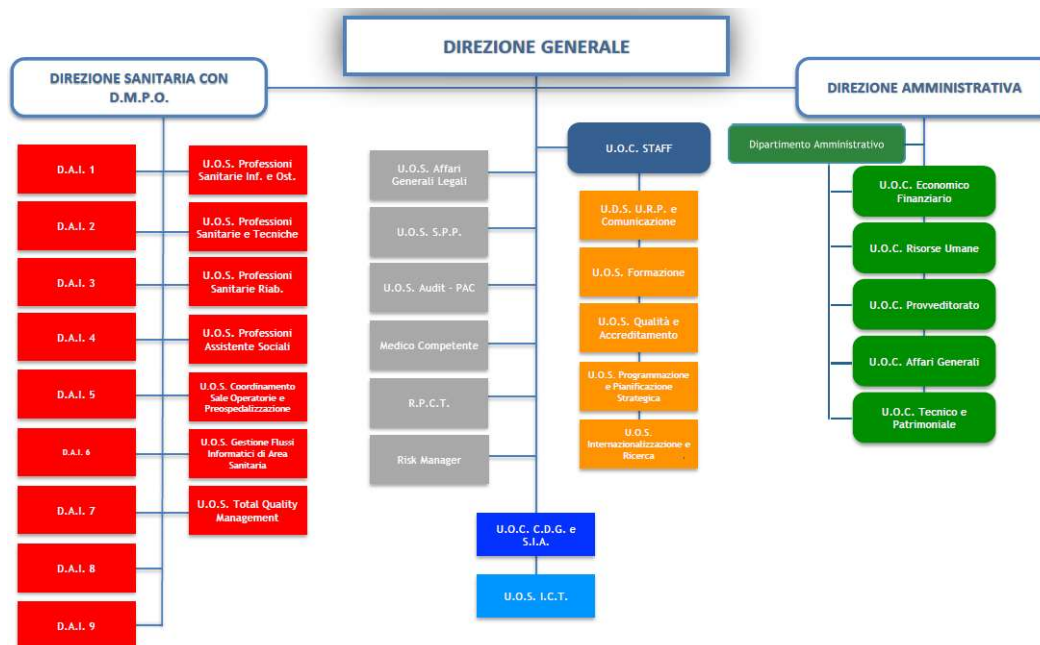 DIREZIONE GENERALE
DIREZIONE SANITARIA CON
D.M.P.O.
DIREZIONE AMMINISTRATIVA
D.A.I. 1
D.A.I. 2
D.A.I. 3
D.A.I. 4
D.A.I. 5
D.A.I. 6
D.A.I. 7
D.A.I. 8
D.A.I. 9
U.O.S. Professioni
Sanitarie Inf. e Ost.
U.O.S. Professioni
Sanitarie e Tecniche
U.O.S. Professioni
Sanitarie Riab.
U.O.S. Professioni
Assistente Sociali
U.O.S. Coordinamento
Sale Operatorie e
Preospedalizzazione
U.O.S. Gestione Flussi
Informatici di Area
Sanitaria
U.O.S. Total Quality
Management
U.O.S. Affari
Generali Legali
U.O.S. S.P.P.
U.O.S. Audit - PAC
Medico Competente
R.P.C.T.
Risk Manager
U.O.C. STAFF
U.D.S. U.R.P. e
Comunicazione
U.O.S. Formazione
U.O.S. Qualità e
Accreditamento
U.O.S. Programmazione
e Pianificazione
Strategica
U.O.S.
Internazionalizzazione e
Ricerca
U.O.C. C.D.G. e
S.I.A.
U.O.S. I.C.T.
Dipartimento Amministrativo
U.O.C. Economico
Finanziario
U.O.C. Risorse Umane
U.O.C. Provveditorato
U.O.C. Affari Generali
U.O.C. Tecnico e
Patrimoniale